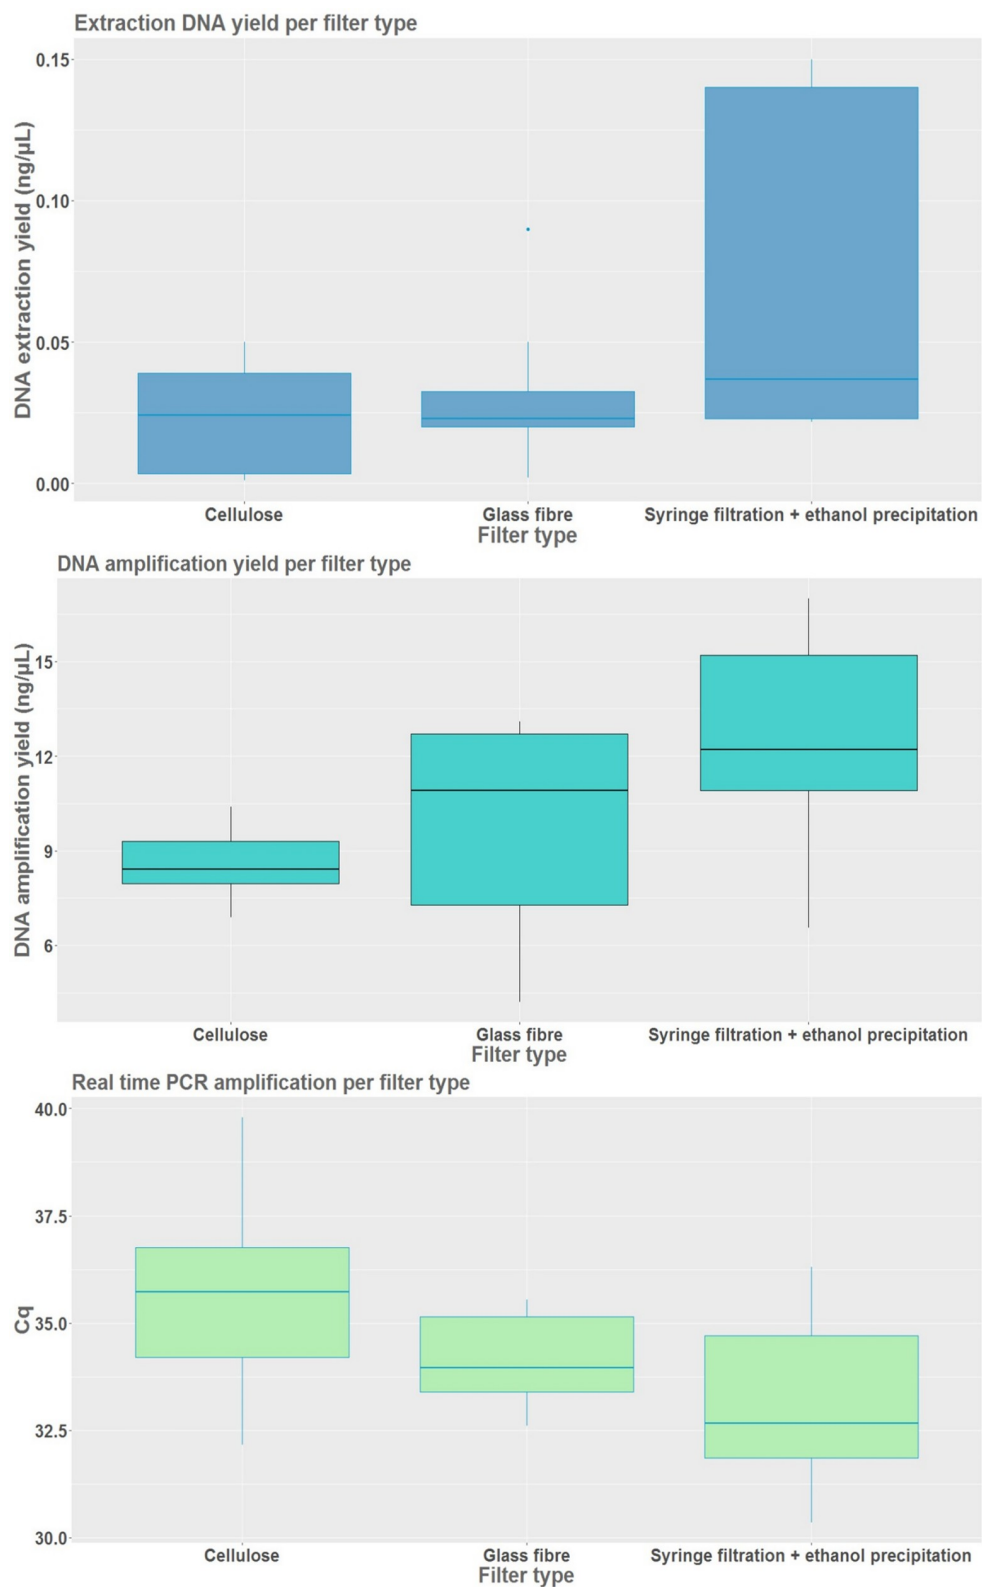 Extraction DNA yield per filter type
DNA extraction yield (ng/µL)
0.15
0.10
0.05
0.00
Cellulose Glass fibre Syringe filtration + ethanol precipitation
Filter type
DNA amplification yield per filter type
DNA amplification yield (ng/µL)
15
12
9
6
Cellulose Glass fibre Syringe filtration + ethanol precipitation
Filter type
Real time PCR amplification per filter type
Cq
40.0
37.5
35.0
32.5
30.0
Cellulose Glass fibre Syringe filtration + ethanol precipitation
Filter type